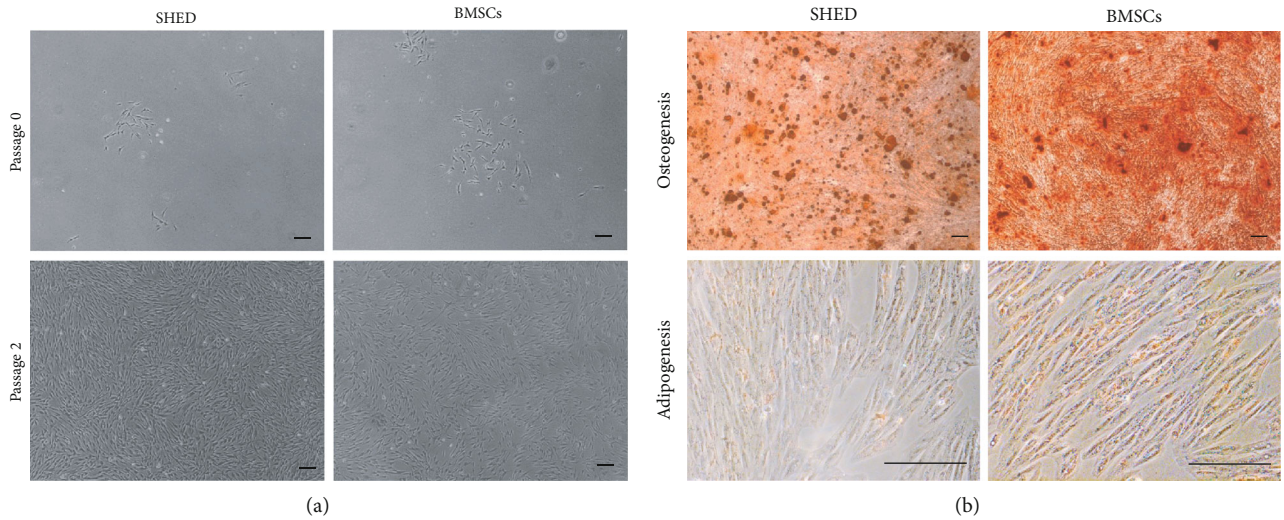 SHED BMSCs
Passage 0
Passage 2
(a)
SHED BMSCs
Osteogenesis
Adipogenesis
(b)